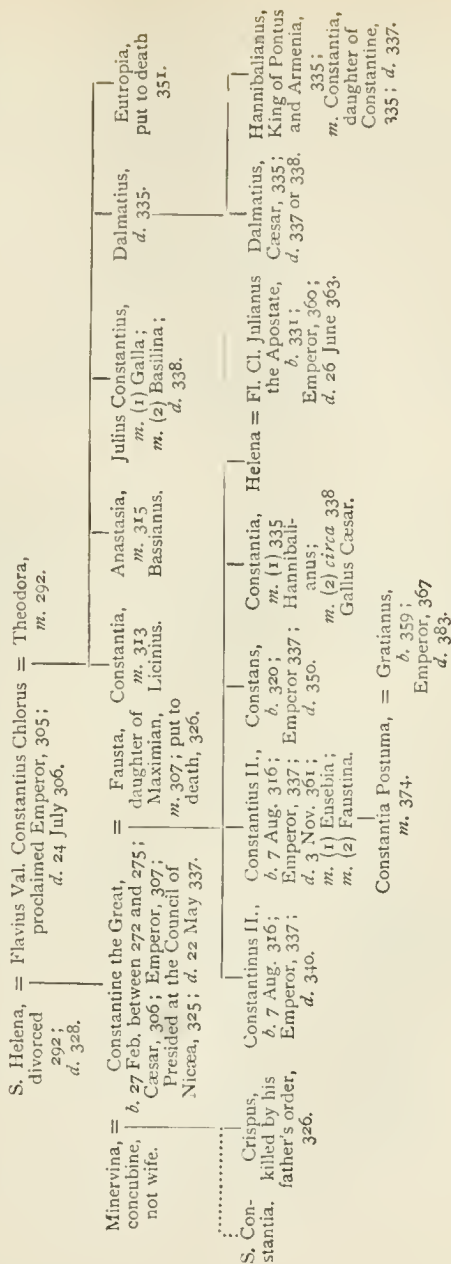 S. Helena,
divorced
292;
d. 328.
=
Flavius Val. Constantius Chlorus
proclaimed Emperor, 305;
d. 24 July 306.
=
Theodora,
m. 292.
Minervina,
concubine,
not wife.
=
Constantine the Great,
b. 27 Feb. between 272 and 275;
Cæsar, 306; Emperor, 307;
Presided at the Council of
Nicæa, 325; d. 22 May 337.
=
Fausta,
daughter of
Maximian,
m. 307; put to
death, 326.
Constantia,
m. 313
Licinius.
Anastasia,
m. 315
Bassianus.
Julius Constantius,
m. (1) Galla;
m. (2) Basilina;
d. 338.
Dalmatius,
d. 335.
Eutropia,
put to death
351.
S. Con-
stantia.
Crispus,
killed by his
father's order,
326.
Constantinus II.,
b. 7 Aug. 316;
Emperor, 337;
d. 340.
Constantius II.,
b. 7 Aug. 316;
Emperor, 337;
d. 3 Nov. 361;
m. (1) Eusebia;
m. (2) Faustina.
Constans,
b. 320;
Emperor 337;
d. 350.
Constantia,
m. (1) 335
Hannibali-
anus;
m. (2) circa 338
Gallus Cæsar.
Helena = Fl. Cl. Julianus
the Apostate,
b. 331;
Emperor, 360;
d. 26 June 363.
Dalmatius,
Cæsar, 335;
d. 337 or 338.
Hannibalianus,
King of Pontus
and Armenia,
335;
m. Constantia,
daughter of
Constantine,
335; d. 337.
Constantia Postuma,
m. 374.
=
Gratianus,
b. 359;
Emperor, 367
d. 383.